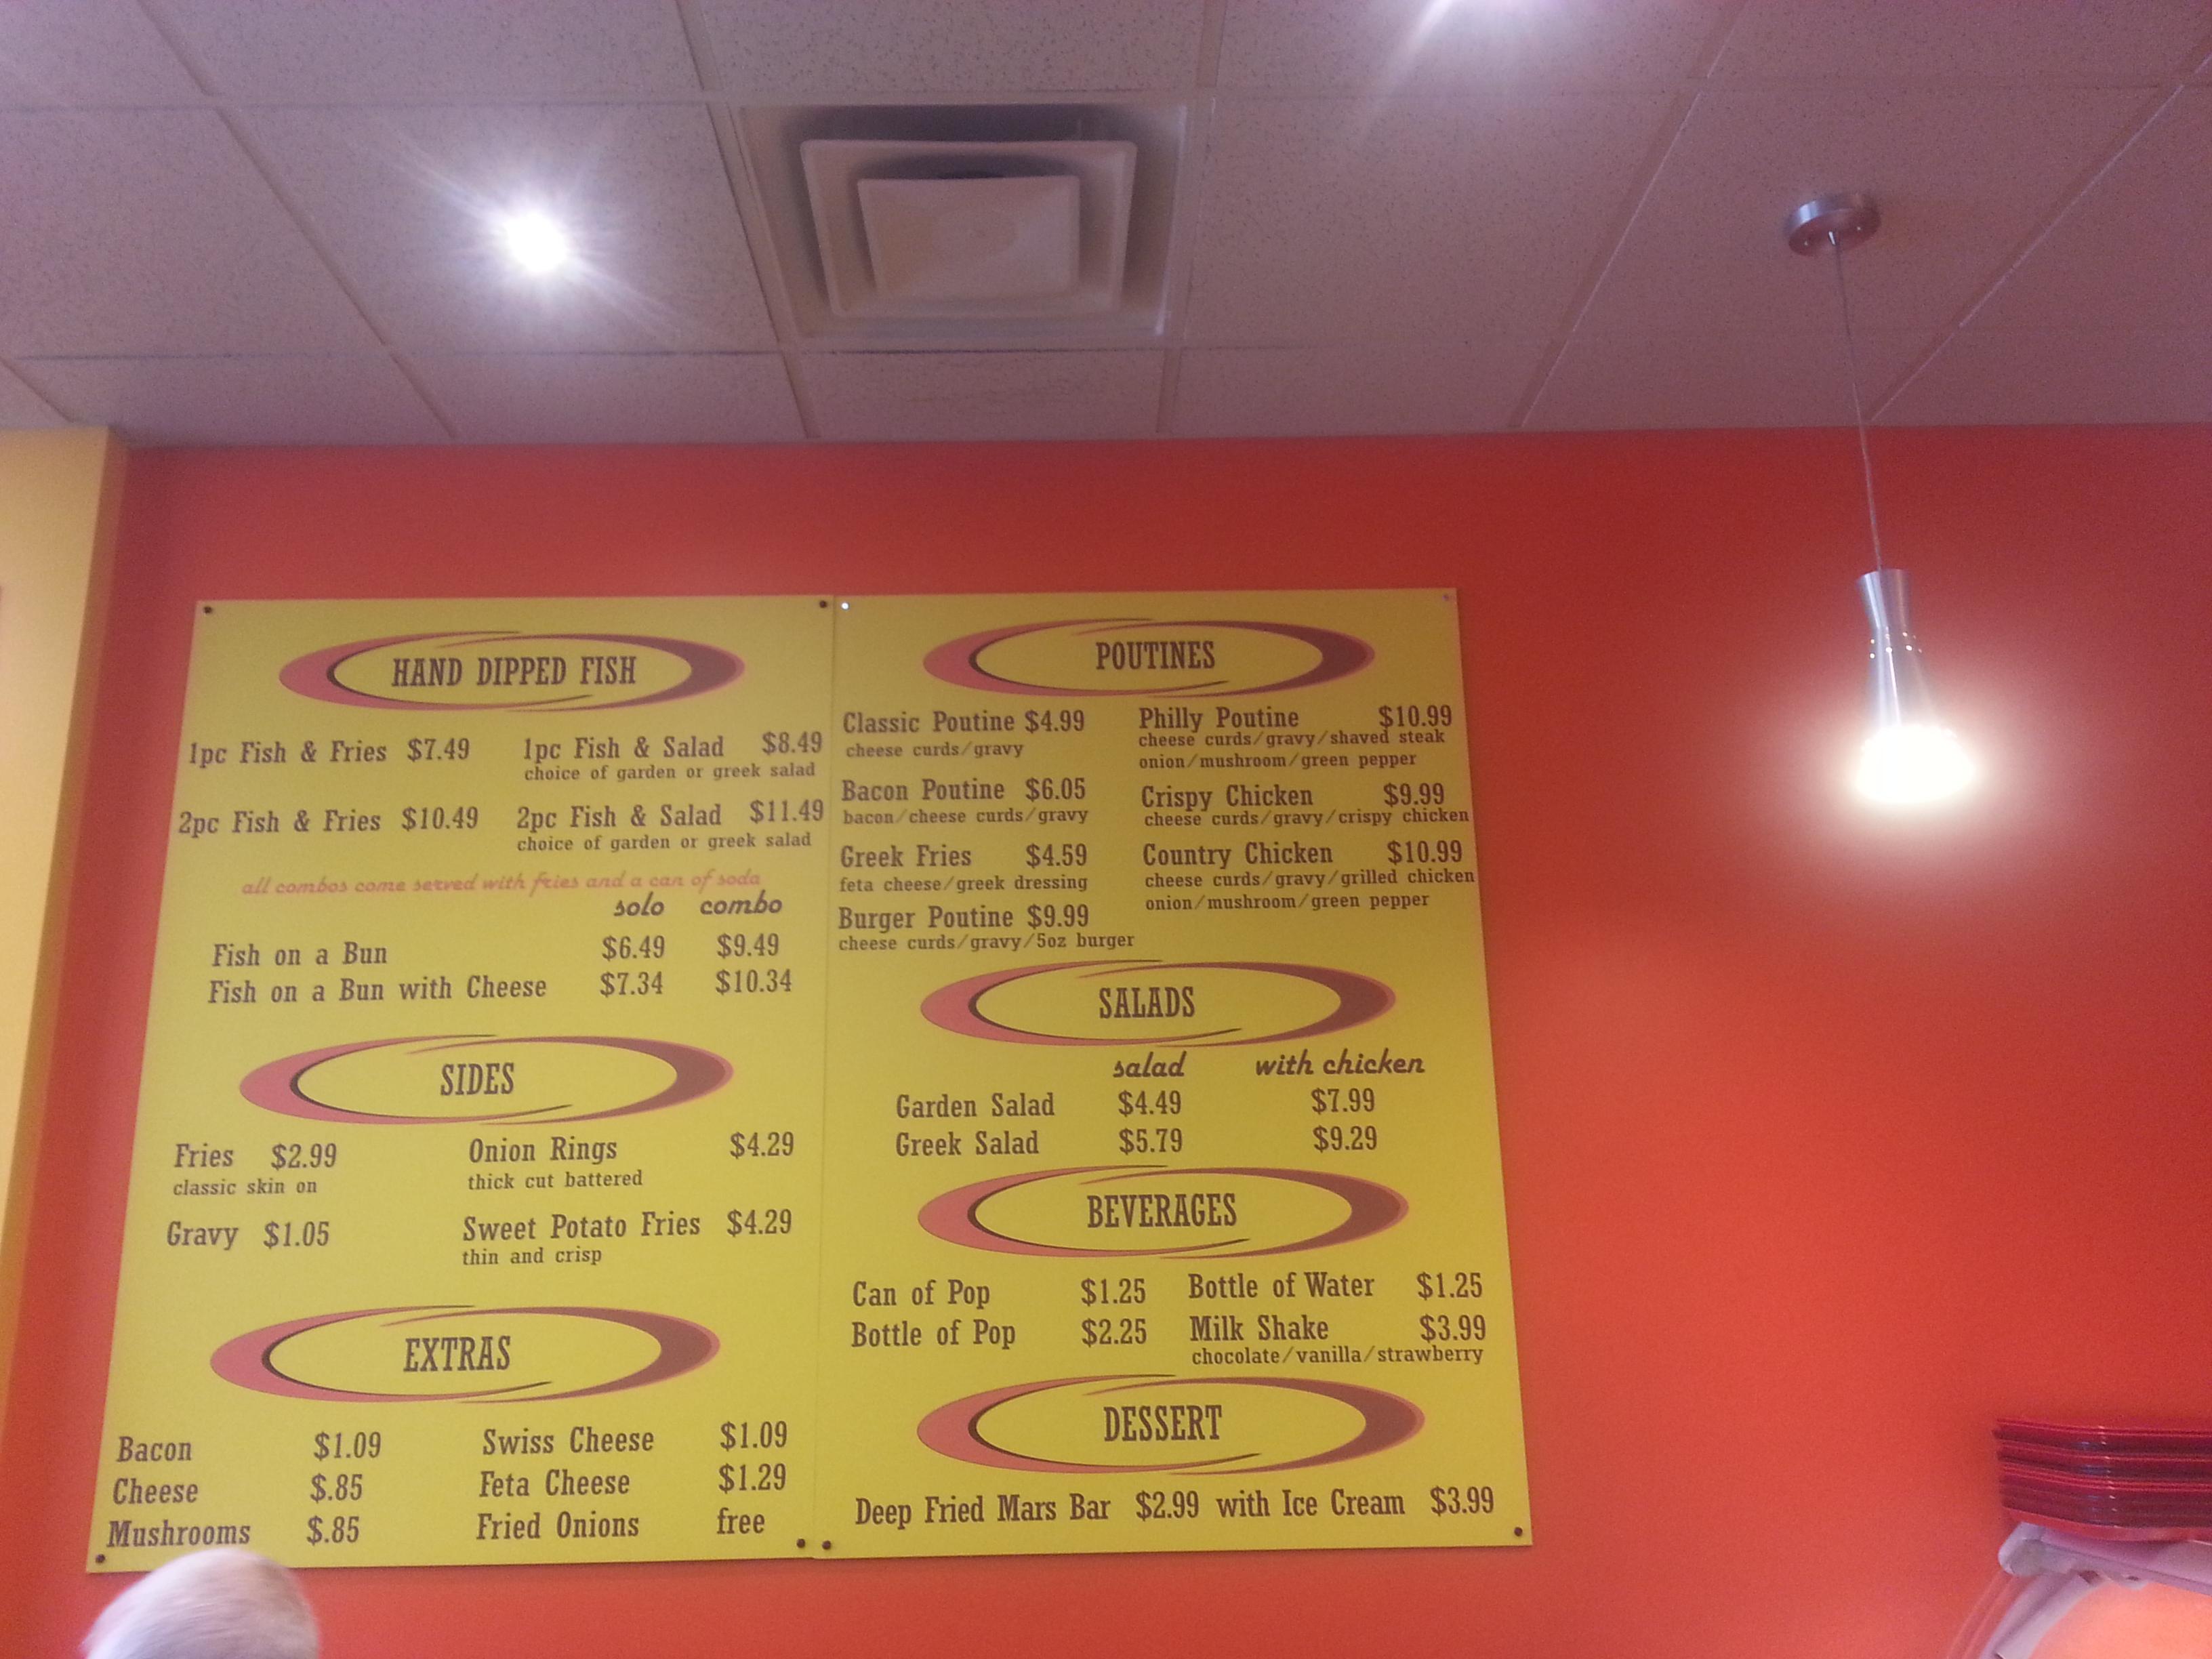 HAND DIPPED FISH
1pc Fish & Fries $7.49
1pc Fish & Salad $8.49
choice of garden or greek salad
2pc Fish & Fries $10.49
2pc Fish & Salad $11.49
choice of garden or greek salad
all combos come served with fries and a can of soda
solo combo
Fish on a Bun $6.49 $9.49
Fish on a Bun with Cheese $7.34 $10.34
SIDES
Fries $2.99
classic skin on
Onion Rings $4.29
thick cut battered
Gravy $1.05
Sweet Potato Fries $4.29
thin and crisp
EXTRAS
Bacon $1.09
Swiss Cheese $1.09
Cheese $.85
Feta Cheese $1.29
Mushrooms $.85
Fried Onions free
POUTINES
Classic Poutine $4.99
cheese curds/gravy
Bacon Poutine $6.05
bacon/cheese curds/gravy
Greek Fries $4.59
feta cheese/greek dressing
Burger Poutine $9.99
cheese curds/gravy/5oz burger
Philly Poutine $10.99
cheese curds/gravy/shaved steak
onion/mushroom/green pepper
Crispy Chicken $9.99
cheese curds/gravy/crispy chicken
Country Chicken $10.99
cheese curds/gravy/grilled chicken
onion/mushroom/green pepper
SALADS
salad with chicken
Garden Salad $4.49 $7.99
Greek Salad $5.79 $9.29
BEVERAGES
Can of Pop $1.25
Bottle of Water $1.25
Bottle of Pop $2.25
Milk Shake $3.99
chocolate/vanilla/strawberry
DESSERT
Deep Fried Mars Bar $2.99 with Ice Cream $3.99